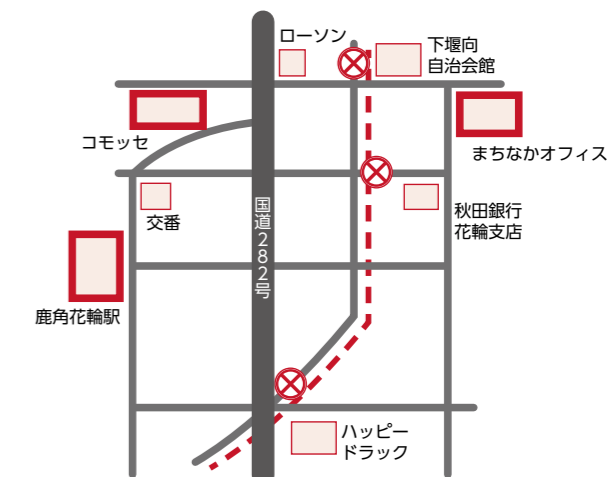 ローソン
下堰向
自治会館
コモッセ
まちなかオフィス
交番
国道282号
秋田銀行
花輪支店
鹿角花輪駅
ハッピー
ドラック